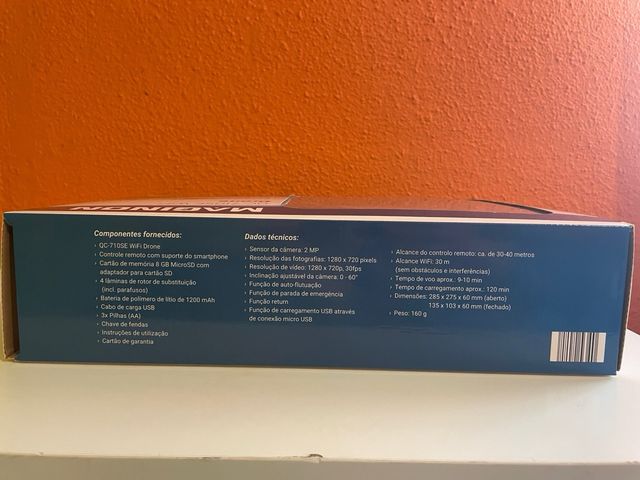 MAGINON
Componentes fornecidos:
› QC-710SE WiFi Drone
› Controle remoto com suporte do smartphone
› Cartão de memória 8 GB MicroSD com
adaptador para cartão SD
› 4 lâminas de rotor de substituição
(incl. parafusos)
› Bateria de polímero de lítio de 1200 mAh
› Cabo de carga USB
› 3x Pilhas (AA)
› Chave de fendas
› Instruções de utilização
› Cartão de garantia
Dados técnicos:
› Sensor da câmera: 2 MP
› Resolução das fotografias: 1280 x 720 pixels
› Resolução de vídeo: 1280 x 720p, 30fps
› Inclinação ajustável da câmera: 0 - 60°
› Função de auto-flutuação
› Função de parada de emergência
› Função return
› Função de carregamento USB através
de conexão micro USB
› Alcance do controlo remoto: ca. de 30-40 metros
› Alcance WiFi: 30 m
(sem obstáculos e interferências)
› Tempo de voo aprox.: 9-10 min
› Tempo de carregamento aprox.: 120 min
› Dimensões: 285 x 275 x 60 mm (aberto)
135 x 103 x 60 mm (fechado)
› Peso: 160 g